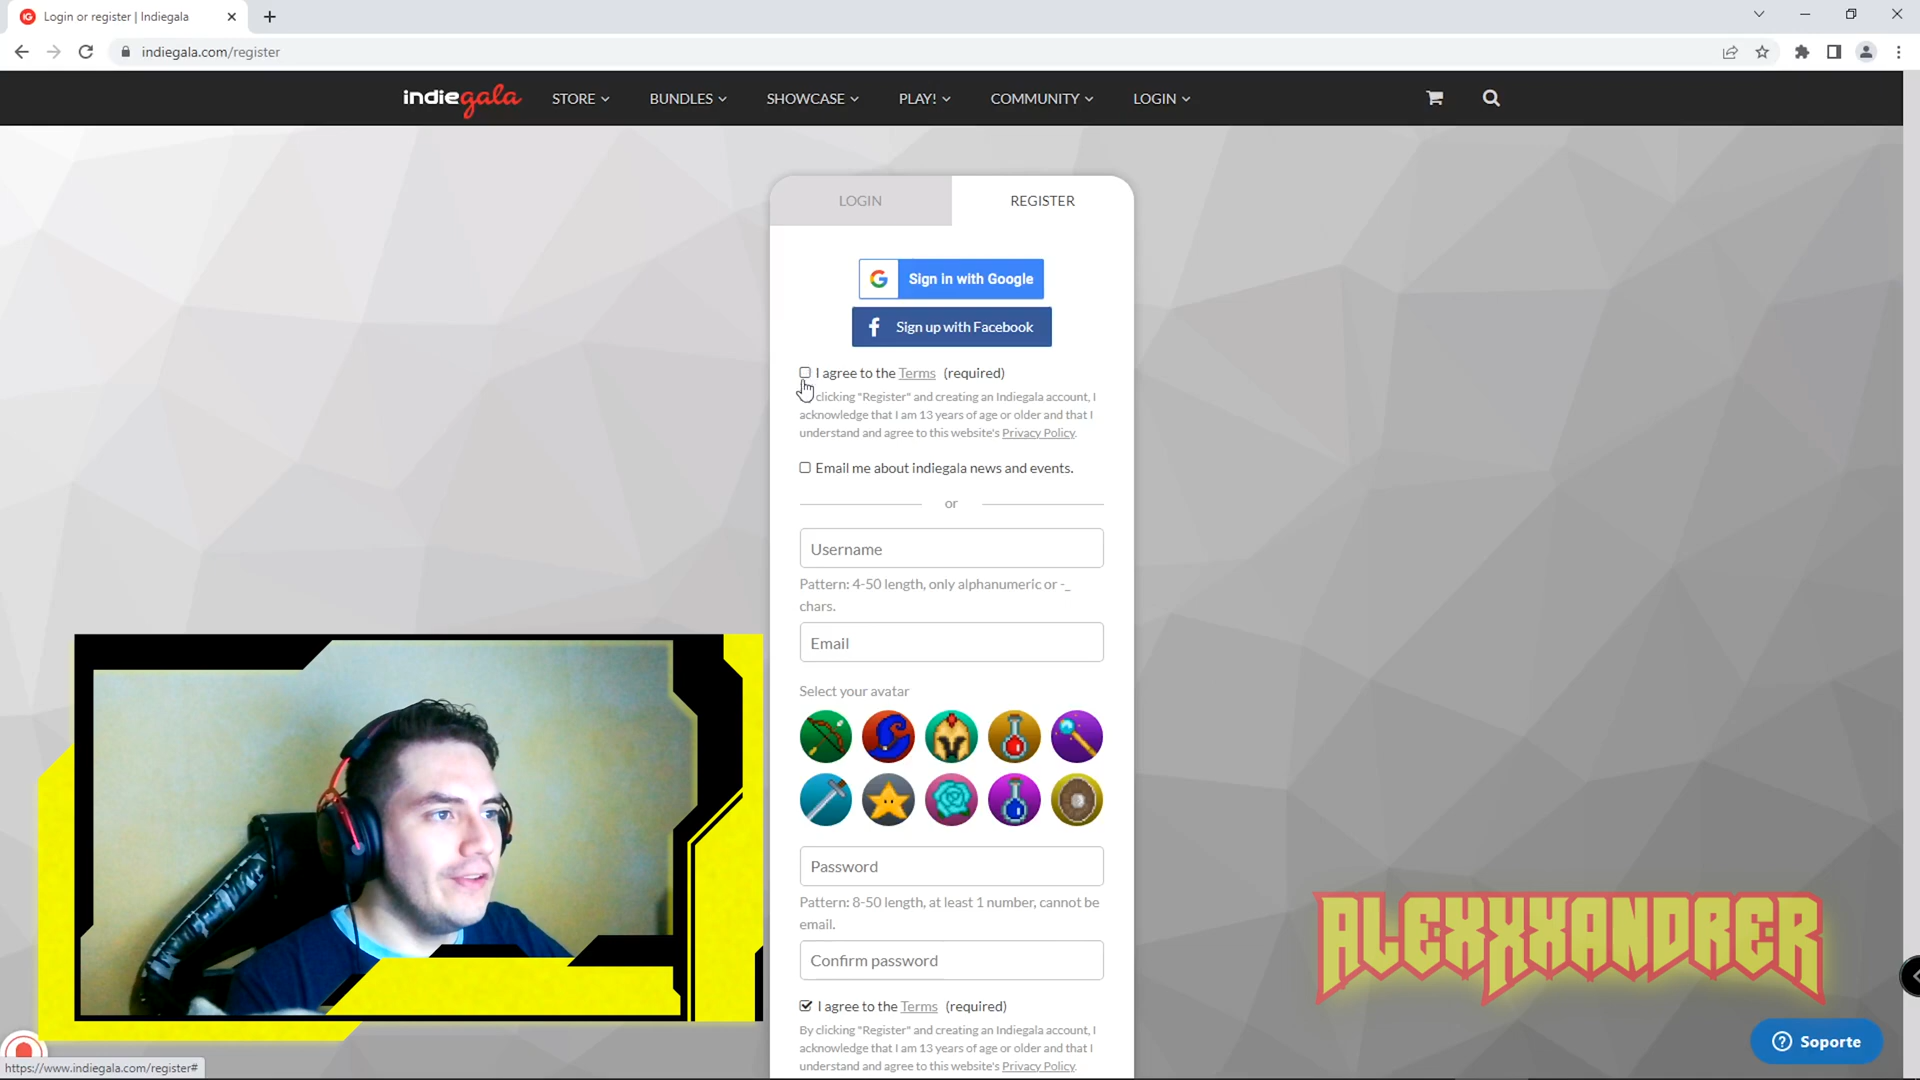 Login or register | Indiegala
indiegala.com/register
indiegala STORE BUNDLES SHOWCASE PLAY! COMMUNITY LOGIN
LOGIN REGISTER
Sign in with Google
Sign up with Facebook
I agree to the Terms (required)
clicking "Register" and creating an Indiegala account, I
acknowledge that I am 13 years of age or older and that I
understand and agree to this website's Privacy Policy.
Email me about indiegala news and events.
or
Username
Pattern: 4-50 length, only alphanumeric or -_
chars.
Email
Select your avatar
Password
Pattern: 8-50 length, at least 1 number, cannot be
email.
Confirm password
I agree to the Terms (required)
By clicking "Register" and creating an Indiegala account, I
acknowledge that I am 13 years of age or older and that I
understand and agree to this website's Privacy Policy.
ALEXXXANDRER
Soporte
https://www.indiegala.com/register#